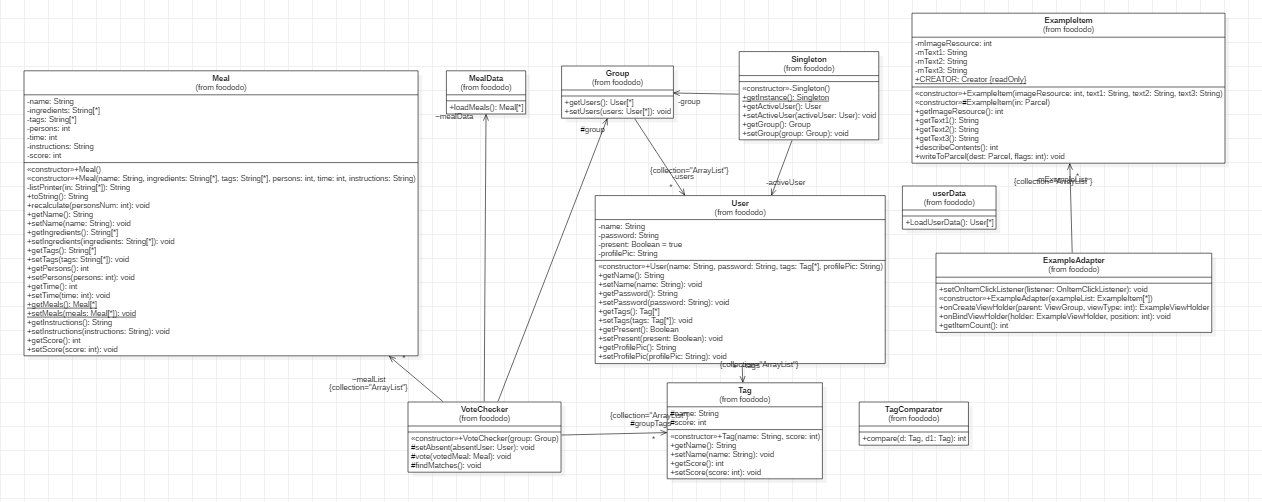 Meal
(from foododo)
-name: String
-ingredients: String[*]
-tags: String[*]
-persons: int
-time: int
-instructions: String
-score: int
«constructor»+Meal()
«constructor»+Meal(name: String, ingredients: String[*], tags: String[*], persons: int, time: int, instructions: String)
-listPrinter(in: String[*]): String
+toString(): String
+recalculate(personsNum: int): void
+getName(): String
+setName(name: String): void
+getIngredients(): String[*]
+setIngredients(ingredients: String[*]): void
+getTags(): String[*]
+setTags(tags: String[*]): void
+getPersons(): int
+setPersons(persons: int): void
+getTime(): int
+setTime(time: int): void
+getMeals(): Meal[*]
+setMeals(meals: Meal[*]): void
+getInstructions(): String
+setInstructions(instructions: String): void
+getScore(): int
+setScore(score: int): void
MealData
(from foododo)
+loadMeals(): Meal[*]
~mealData
Group
(from foododo)
+getUsers(): User[*]
+setUsers(users: User[*]): void
#group
-group
Singleton
(from foododo)
«constructor»-Singleton()
+getInstance(): Singleton
+getActiveUser(): User
+setActiveUser(activeUser: User): void
+getGroup(): Group
+setGroup(group: Group): void
ExampleItem
(from foododo)
-mImageResource: int
-mText1: String
-mText2: String
-mText3: String
+CREATOR: Creator {readOnly}
«constructor»+ExampleItem(imageResource: int, text1: String, text2: String, text3: String)
«constructor»#ExampleItem(in: Parcel)
+getImageResource(): int
+getText1(): String
+getText2(): String
+getText3(): String
+describeContents(): int
+writeToParcel(dest: Parcel, flags: int): void
{collection="ArrayList"}
-users
*
-activeUser
-mExampleList
{collection="ArrayList"}
*
User
(from foododo)
-name: String
-password: String
-present: Boolean = true
-profilePic: String
«constructor»+User(name: String, password: String, tags: Tag[*], profilePic: String)
+getName(): String
+setName(name: String): void
+getPassword(): String
+setPassword(password: String): void
+getTags(): Tag[*]
+setTags(tags: Tag[*]): void
+getPresent(): Boolean
+setPresent(present: Boolean): void
+getProfilePic(): String
+setProfilePic(profilePic: String): void
userData
(from foododo)
+LoadUserData(): User[*]
ExampleAdapter
(from foododo)
+setOnItemClickListener(listener: OnItemClickListener): void
«constructor»+ExampleAdapter(exampleList: ExampleItem[*])
+onCreateViewHolder(parent: ViewGroup, viewType: int): ExampleViewHolder
+onBindViewHolder(holder: ExampleViewHolder, position: int): void
+getItemCount(): int
*
~mealList
{collection="ArrayList"}
{collection="ArrayList"}
VoteChecker
(from foododo)
«constructor»+VoteChecker(group: Group)
#setAbsent(absentUser: User): void
#vote(votedMeal: Meal): void
#findMatches(): void
{collection="ArrayList"}
#groupTags
*
Tag
(from foododo)
#name: String
#score: int
«constructor»+Tag(name: String, score: int)
+getName(): String
+setName(name: String): void
+getScore(): int
+setScore(score: int): void
TagComparator
(from foododo)
+compare(d: Tag, d1: Tag): int